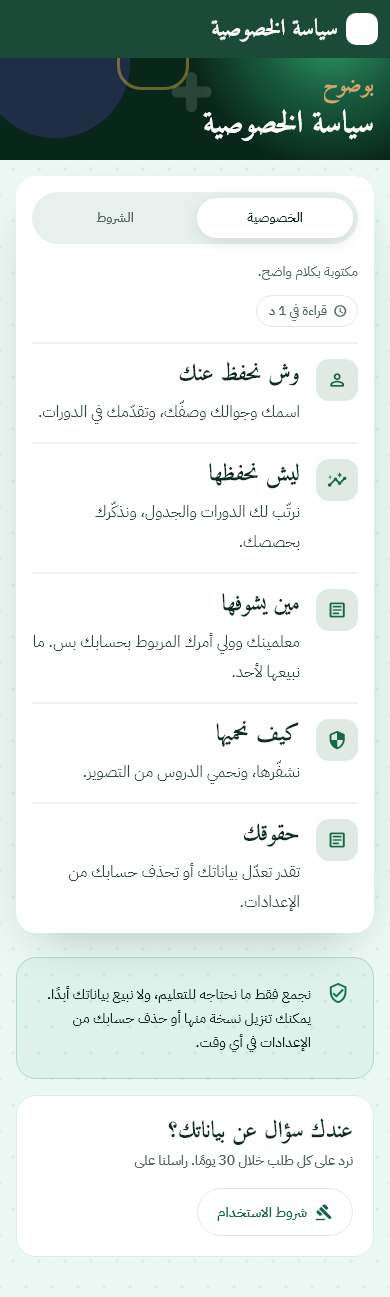 سياسة الخصوصية
بوضوح
سياسة الخصوصية
الخصوصية
الشروط
مكتوبة بكلام واضح.
قراءة في 1 د
وش نحفظ عنك
اسمك وجوالك وصفّك، وتقدّمك في الدورات.
ليش نحفظها
نرتّب لك الدورات والجدول، ونذكّرك
بحصصك.
مين يشوفها
معلمينك وولي أمرك المربوط بحسابك بس. ما
نبيعها لأحد.
كيف نحميها
نشفّرها، ونحمي الدروس من التصوير.
حقوقك
تقدر تعدّل بياناتك أو تحذف حسابك من
الإعدادات.
نجمع فقط ما نحتاجه للتعليم، ولا نبيع بياناتك أبدًا.
يمكنك تنزيل نسخة منها أو حذف حسابك من
الإعدادات في أي وقت.
عندك سؤال عن بياناتك؟
نرد على كل طلب خلال 30 يومًا. راسلنا على
شروط الاستخدام